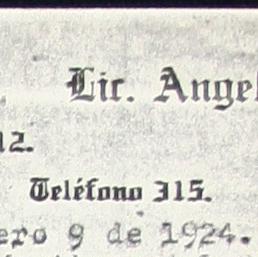 Lic. Angel
12.
Teléfono 315.
ero 9 de 1924.